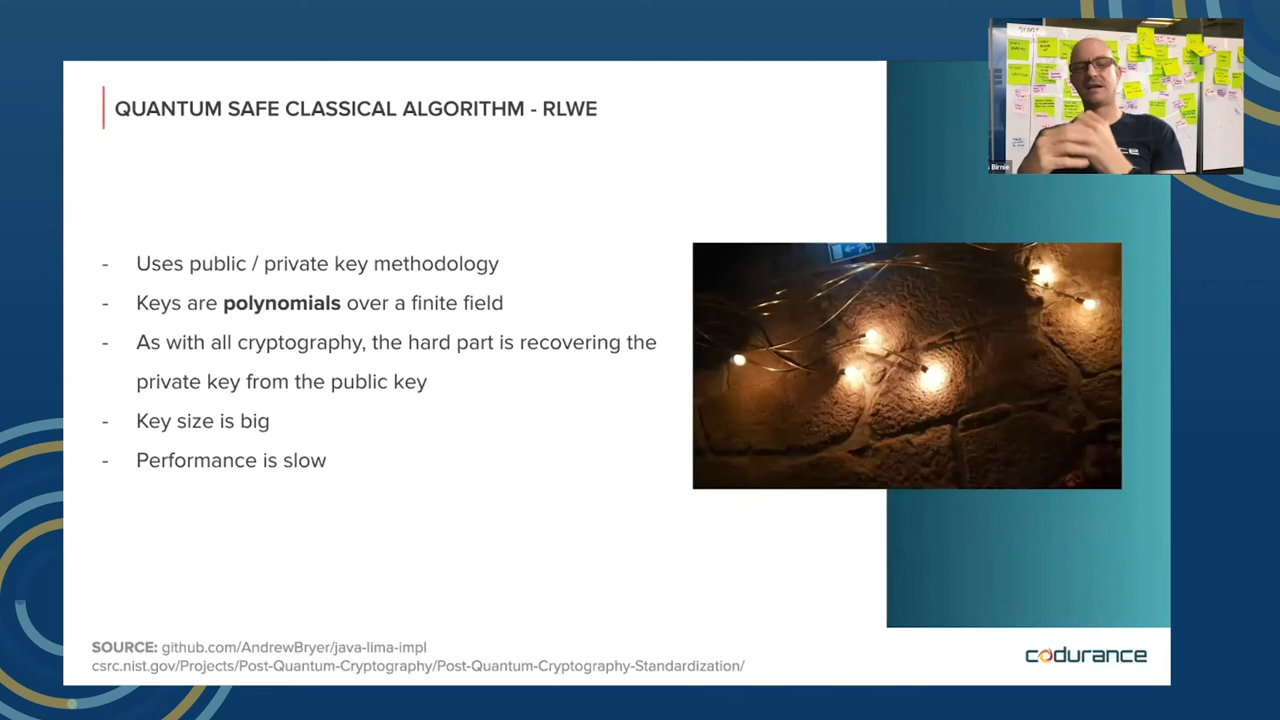 QUANTUM SAFE CLASSICAL ALGORITHM - RLWE
START
Birnie
- Uses public / private key methodology
- Keys are polynomials over a finite field
- As with all cryptography, the hard part is recovering the
private key from the public key
- Key size is big
- Performance is slow
SOURCE: github.com/AndrewBryer/java-lima-impl
csrc.nist.gov/Projects/Post-Quantum-Cryptography/Post-Quantum-Cryptography-Standardization/
codurance